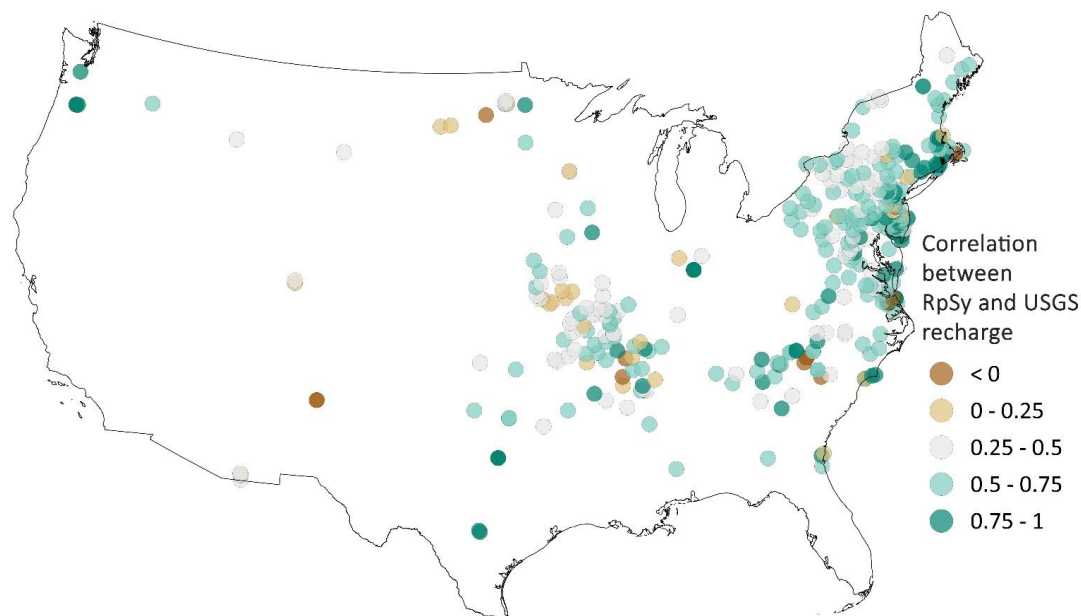 Correlation
between
RpSy and USGS
recharge
< 0
0 - 0.25
0.25 - 0.5
0.5 - 0.75
0.75 - 1